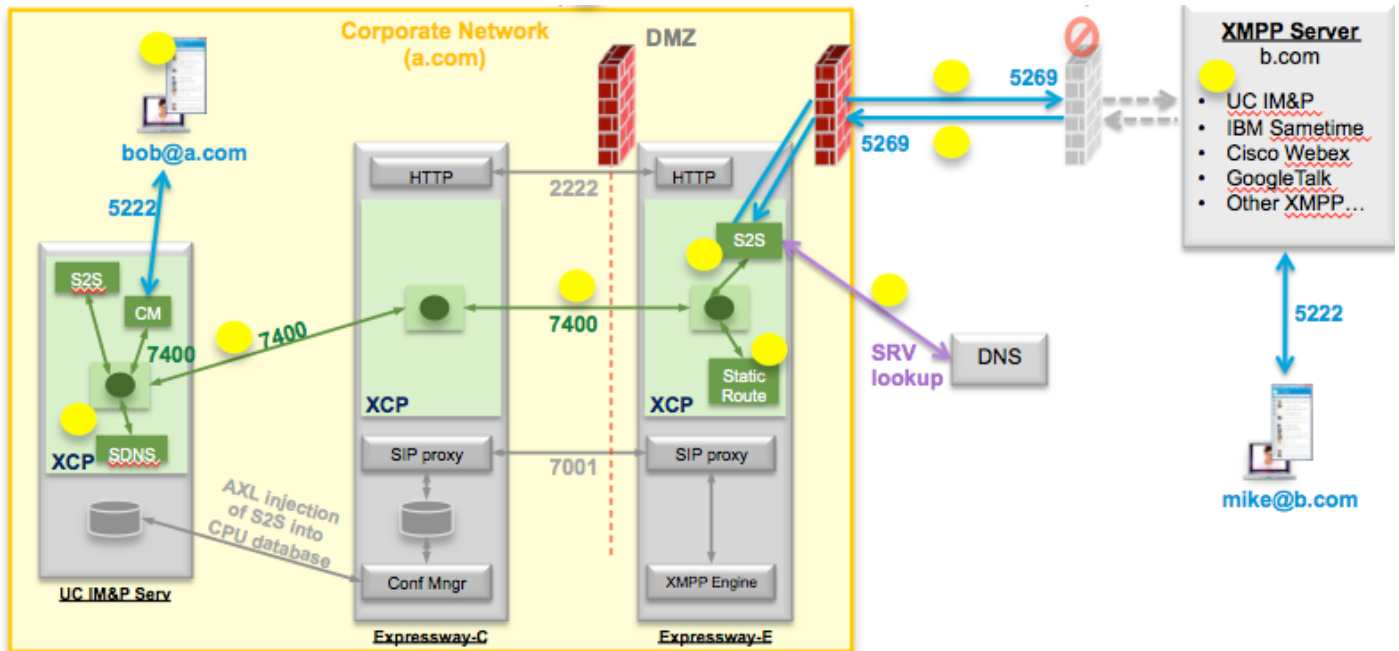 Corporate Network
(a.com)
DMZ
XMPP Server
b.com
• UC IM&P
• IBM Sametime
• Cisco Webex
• GoogleTalk
• Other XMPP...
5269
5269
bob@a.com
5222
HTTP
2222
HTTP
S2S
S2S
CM
7400
7400
7400
SRV
lookup
DNS
5222
Static
Route
XCP
XCP
SDNS
XCP
SIP proxy
7001
SIP proxy
mike@b.com
AXL injection
of S2S into
CPU database
Conf Mngr
XMPP Engine
UC IM&P Serv
Expressway-C
Expressway-E